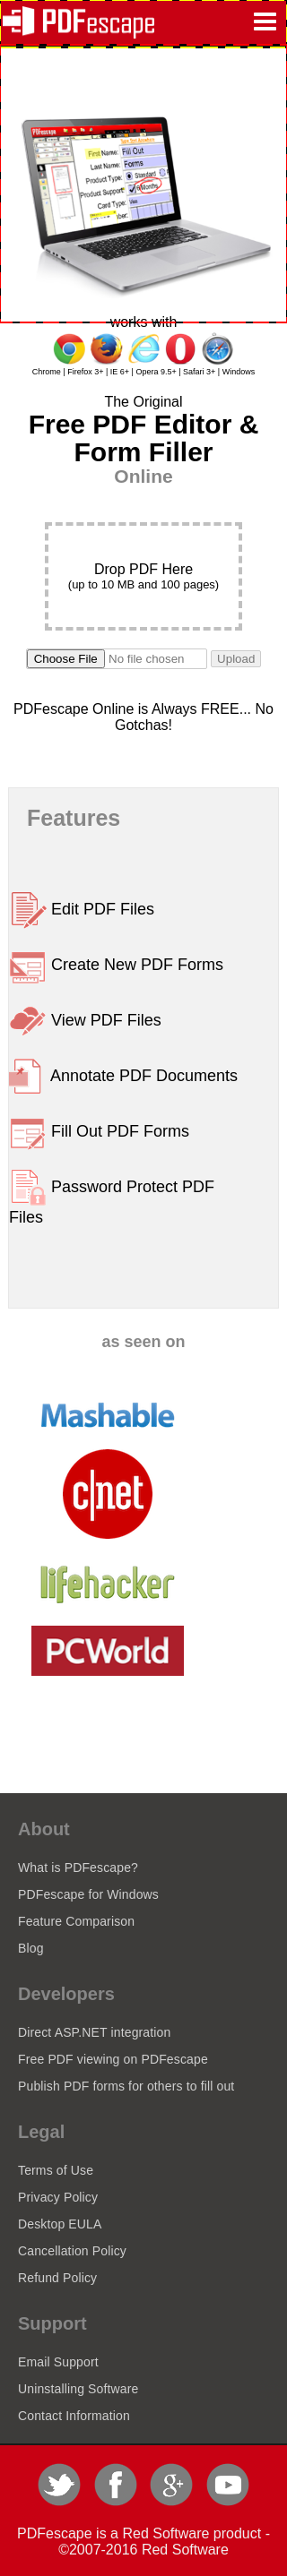 PDFescape
PDFescape
First Name:
Fill Out
Description:
Forms
Product
Standard
Support
6 Months
Card Type:
Visa
works with
Chrome | Firefox 3+ | IE 6+ | Opera 9.5+ | Safari 3+ | Windows
The Original
Free PDF Editor &
Form Filler
Online
Drop PDF Here
(up to 10 MB and 100 pages)
Choose File No file chosen Upload
PDFescape Online is Always FREE... No
Gotchas!
Features
Edit PDF Files
Create New PDF Forms
View PDF Files
Annotate PDF Documents
Fill Out PDF Forms
Password Protect PDF
Files
as seen on
Mashable
c|net
lifehacker
PCWorld
About
What is PDFescape?
PDFescape for Windows
Feature Comparison
Blog
Developers
Direct ASP.NET integration
Free PDF viewing on PDFescape
Publish PDF forms for others to fill out
Legal
Terms of Use
Privacy Policy
Desktop EULA
Cancellation Policy
Refund Policy
Support
Email Support
Uninstalling Software
Contact Information
g+
You
PDFescape is a Red Software product -
©2007-2016 Red Software